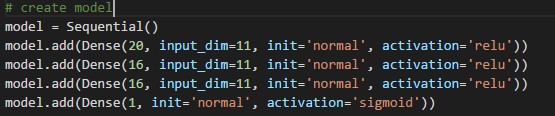 # create model
model = Sequential()
model.add(Dense(20, input_dim=11, init='normal', activation='relu'))
model.add(Dense(16, input_dim=11, init='normal', activation='relu'))
model.add(Dense(16, input_dim=11, init='normal', activation='relu'))
model.add(Dense(1, init='normal', activation='sigmoid'))